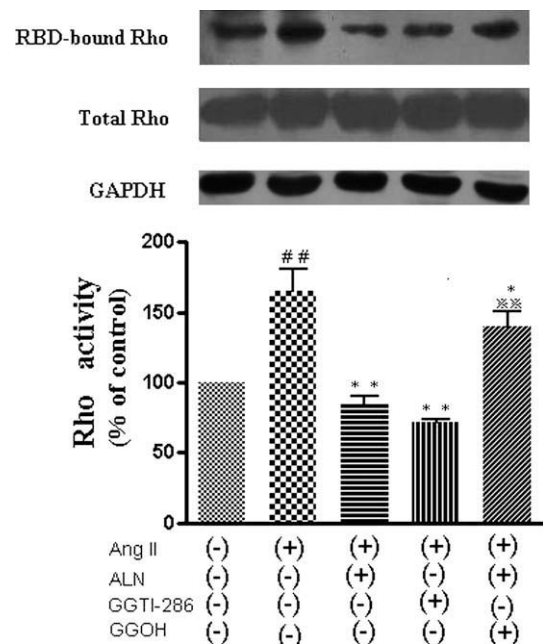 RBD-bound Rho
Total Rho
GAPDH
Rho activity
(% of control)
200
150
100
50
0
##
* *
* *
*
※※
Ang II (-) (+) (+) (+) (+)
ALN (-) (-) (+) (-) (+)
GGTI-286 (-) (-) (-) (+) (-)
GGOH (-) (-) (-) (-) (+)